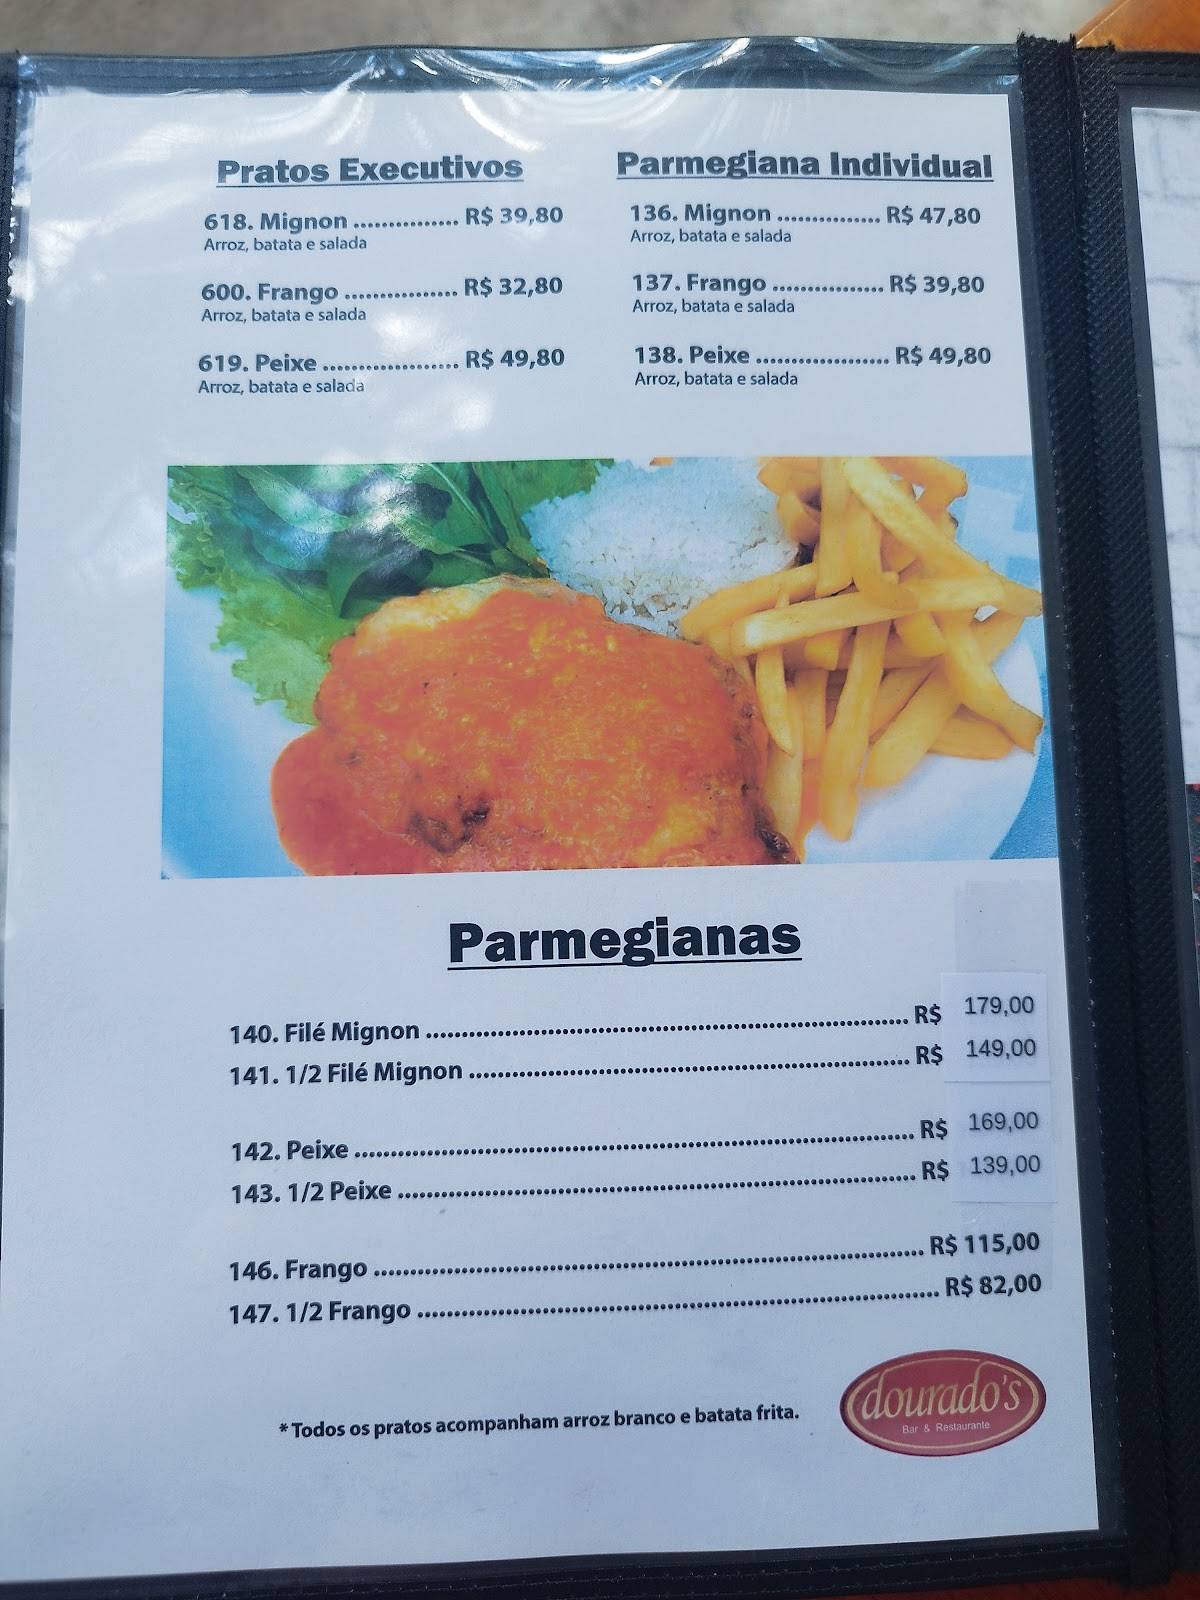 Pratos Executivos
618. Mignon ............... R$ 39,80
Arroz, batata e salada
600. Frango ................ R$ 32,80
Arroz, batata e salada
619. Peixe ................... R$ 49,80
Arroz, batata e salada
Parmegiana Individual
136. Mignon ............... R$ 47,80
Arroz, batata e salada
137. Frango ................ R$ 39,80
Arroz, batata e salada
138. Peixe ................... R$ 49,80
Arroz, batata e salada
Parmegianas
140. Filé Mignon ........................................ R$ 179,00
141. 1/2 Filé Mignon ........................................ R$ 149,00
142. Peixe ........................................ R$ 169,00
143. 1/2 Peixe ........................................ R$ 139,00
146. Frango ........................................ R$ 115,00
147. 1/2 Frango ........................................ R$ 82,00
* Todos os pratos acompanham arroz branco e batata frita.
dourado's
Bar & Restaurante